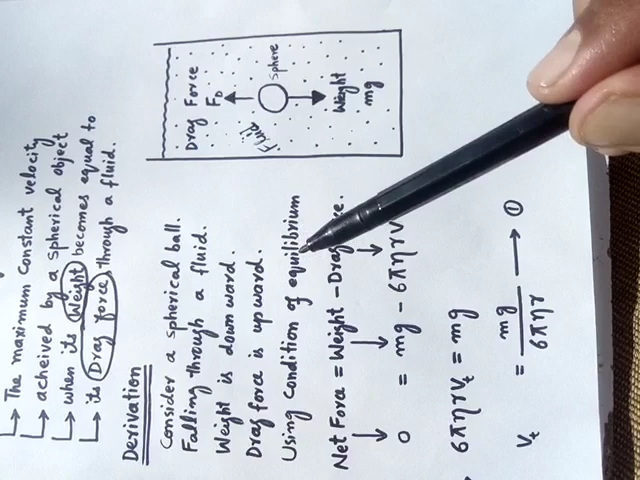 ↳ The maximum constant velocity
↳ acheived by a spherical object
↳ when its Weight becomes equal to
↳ its Drag force, through a fluid.
Derivation
Consider a spherical ball.
Falling through a fluid.
Weight is downward.
Drag force is upward.
Using Condition of equilibrium
Net Force = Weight - Drag
0 = mg - 6πηrv
6πηrvₜ = mg
vₜ = mg / 6πηr → ①
Drag Force
F_D
Fluid
Sphere
Weight
mg